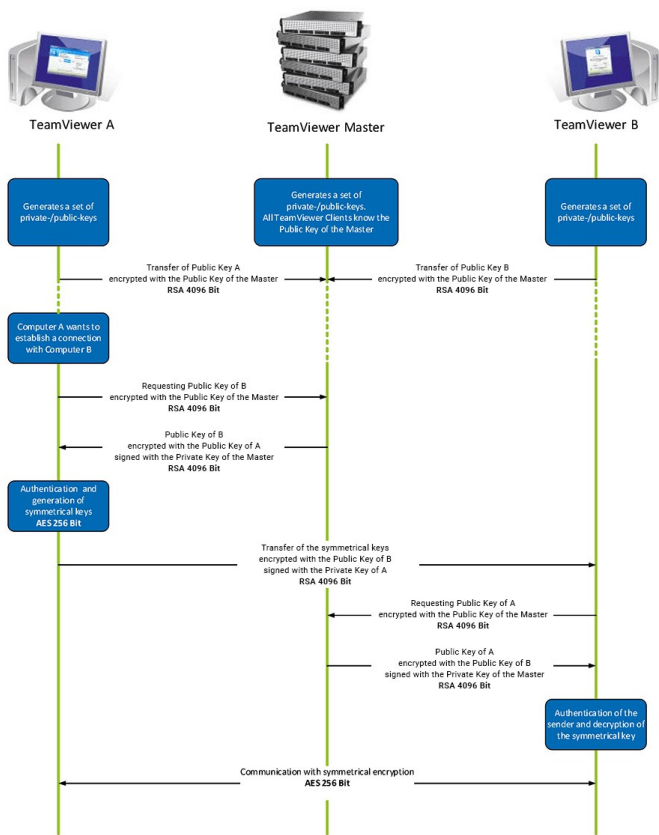 TeamViewer A
TeamViewer Master
TeamViewer B
Generates a set of
private-/public-keys
Generates a set of
private-/public-keys.
All TeamViewer Clients know the
Public Key of the Master
Generates a set of
private-/public-keys
Transfer of Public Key A
encrypted with the Public Key of the Master
RSA 4096 Bit
Transfer of Public Key B
encrypted with the Public Key of the Master
RSA 4096 Bit
Computer A wants to
establish a connection
with Computer B
Requesting Public Key of B
encrypted with the Public Key of the Master
RSA 4096 Bit
Public Key of B
encrypted with the Public Key of A
signed with the Private Key of the Master
RSA 4096 Bit
Authentication and
generation of
symmetrical keys
AES 256 Bit
Transfer of the symmetrical keys
encrypted with the Public Key of B
signed with the Private Key of A
RSA 4096 Bit
Requesting Public Key of A
encrypted with the Public Key of the Master
RSA 4096 Bit
Public Key of A
encrypted with the Public Key of B
signed with the Private Key of the Master
RSA 4096 Bit
Authentication of the
sender and decryption of
the symmetrical key
Communication with symmetrical encryption
AES 256 Bit